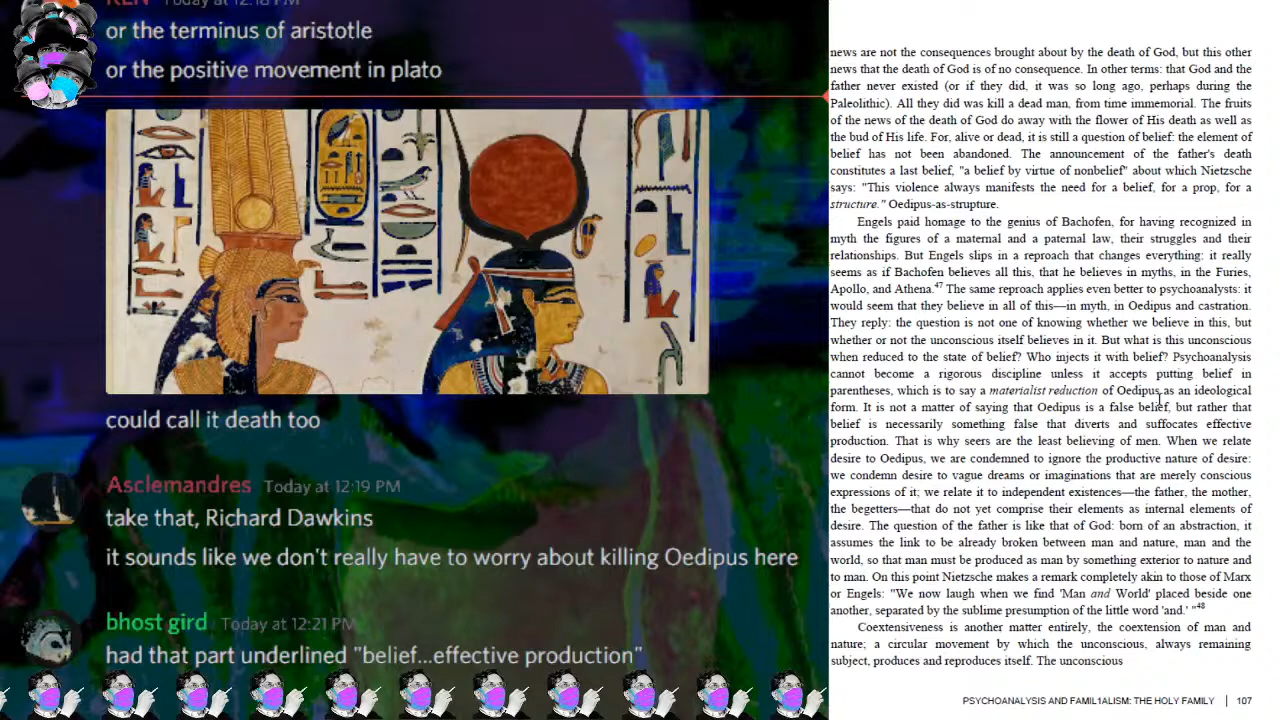 KEN Today at 12:18 PM
or the terminus of aristotle
or the positive movement in plato
could call it death too
Asclemandres Today at 12:19 PM
take that, Richard Dawkins
it sounds like we don't really have to worry about killing Oedipus here
bhost gird Today at 12:21 PM
had that part underlined "belief...effective production"
news are not the consequences brought about by the death of God, but this other
news that the death of God is of no consequence. In other terms: that God and the
father never existed (or if they did, it was so long ago, perhaps during the
Paleolithic). All they did was kill a dead man, from time immemorial. The fruits
of the news of the death of God do away with the flower of His death as well as
the bud of His life. For, alive or dead, it is still a question of belief: the element of
belief has not been abandoned. The announcement of the father's death
constitutes a last belief, "a belief by virtue of nonbelief" about which Nietzsche
says: "This violence always manifests the need for a belief, for a prop, for a
structure." Oedipus-as-strupture.
Engels paid homage to the genius of Bachofen, for having recognized in
myth the figures of a maternal and a paternal law, their struggles and their
relationships. But Engels slips in a reproach that changes everything: it really
seems as if Bachofen believes all this, that he believes in myths, in the Furies,
Apollo, and Athena.47 The same reproach applies even better to psychoanalysts: it
would seem that they believe in all of this—in myth, in Oedipus and castration.
They reply: the question is not one of knowing whether we believe in this, but
whether or not the unconscious itself believes in it. But what is this unconscious
when reduced to the state of belief? Who injects it with belief? Psychoanalysis
cannot become a rigorous discipline unless it accepts putting belief in
parentheses, which is to say a materialist reduction of Oedipus as an ideological
form. It is not a matter of saying that Oedipus is a false belief, but rather that
belief is necessarily something false that diverts and suffocates effective
production. That is why seers are the least believing of men. When we relate
desire to Oedipus, we are condemned to ignore the productive nature of desire:
we condemn desire to vague dreams or imaginations that are merely conscious
expressions of it; we relate it to independent existences—the father, the mother,
the begetters—that do not yet comprise their elements as internal elements of
desire. The question of the father is like that of God: born of an abstraction, it
assumes the link to be already broken between man and nature, man and the
world, so that man must be produced as man by something exterior to nature and
to man. On this point Nietzsche makes a remark completely akin to those of Marx
or Engels: "We now laugh when we find 'Man and World' placed beside one
another, separated by the sublime presumption of the little word 'and.' "48
Coextensiveness is another matter entirely, the coextension of man and
nature; a circular movement by which the unconscious, always remaining
subject, produces and reproduces itself. The unconscious
PSYCHOANALYSIS AND FAMIL1ALISM: THE HOLY FAMILY | 107